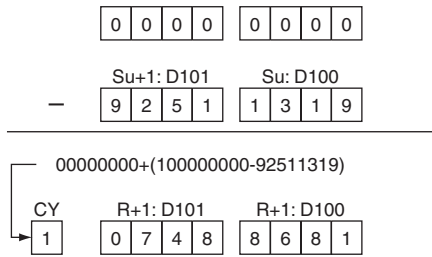 0 0 0 0 0 0 0 0
Su+1: D101 Su: D100
– 9 2 5 1 1 3 1 9
00000000+(100000000-92511319)
CY R+1: D101 R+1: D100
1 0 7 4 8 8 6 8 1